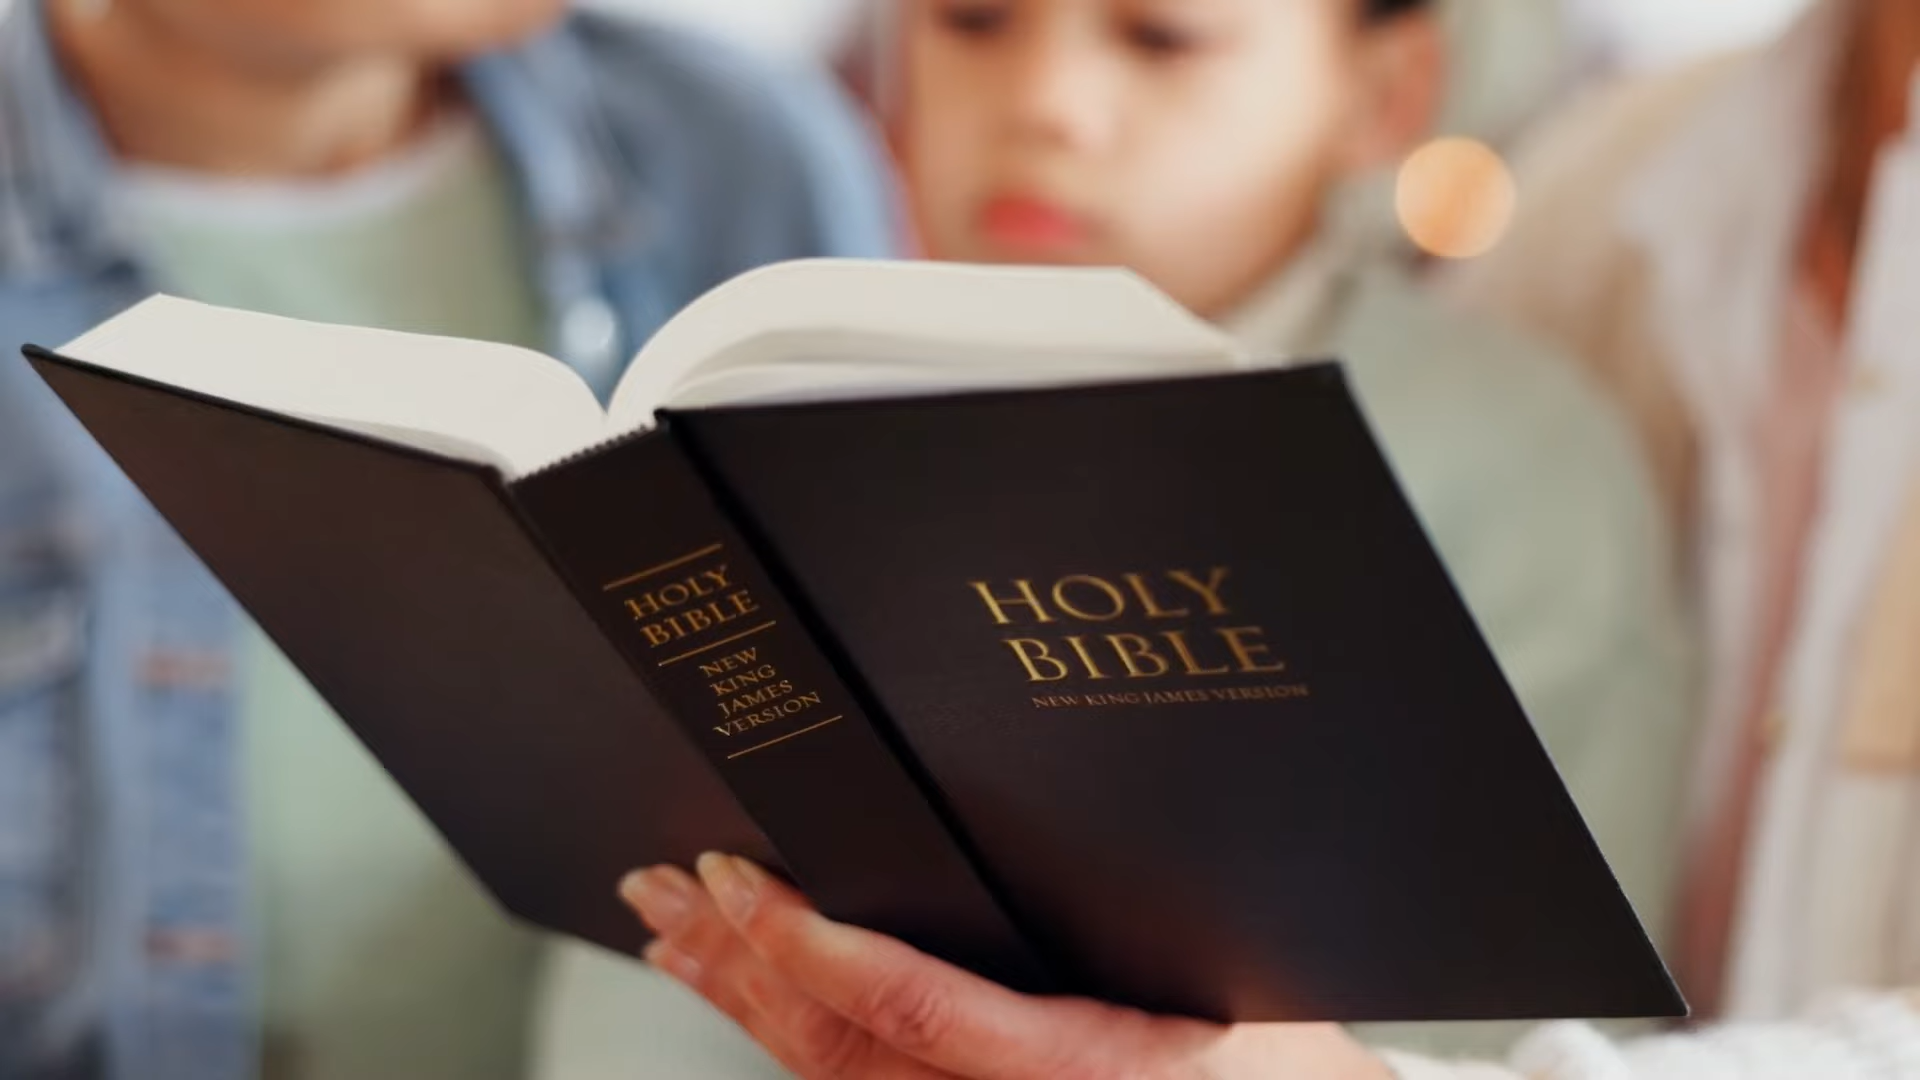 HOLY
BIBLE
NEW
KING
JAMES
VERSION
HOLY
BIBLE
NEW KING JAMES VERSION